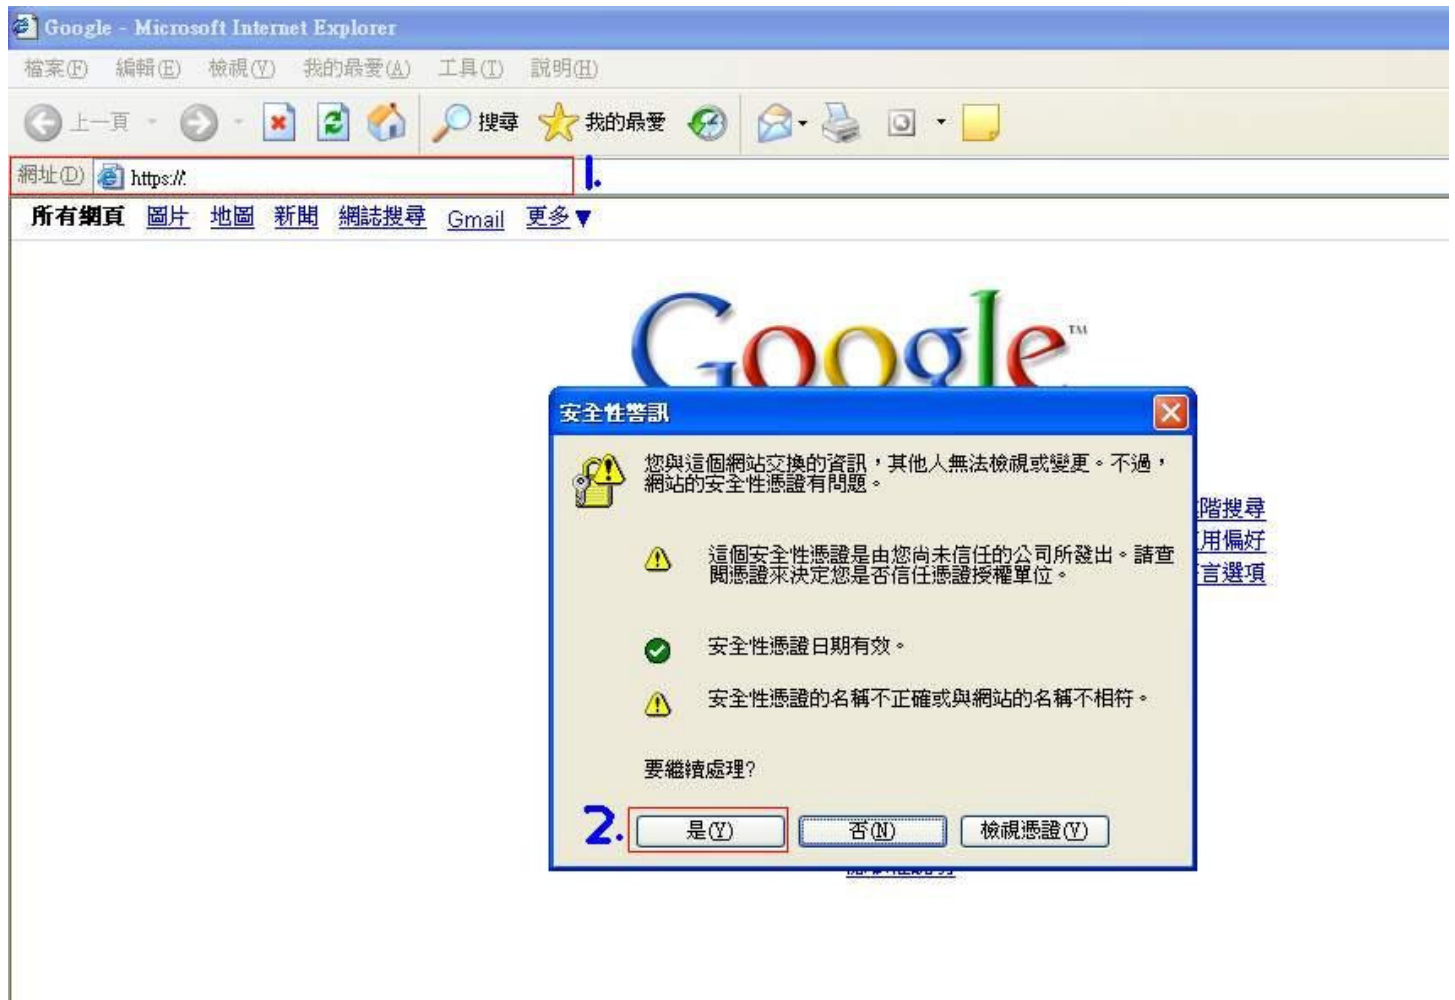 Google - Microsoft Internet Explorer
檔案(F) 編輯(E) 檢視(V) 我的最愛(A) 工具(T) 說明(H)
上一頁 搜尋 我的最愛
網址(D) https://
1.
所有網頁 圖片 地圖 新聞 網誌搜尋 Gmail 更多▼
Google™
安全性警訊
您與這個網站交換的資訊，其他人無法檢視或變更。不過，
網站的安全性憑證有問題。
階搜尋
用偏好
言選項
這個安全性憑證是由您尚未信任的公司所發出。請查
閱憑證來決定您是否信任憑證授權單位。
安全性憑證日期有效。
安全性憑證的名稱不正確或與網站的名稱不相符。
要繼續處理?
2. 是(Y) 否(N) 檢視憑證(V)